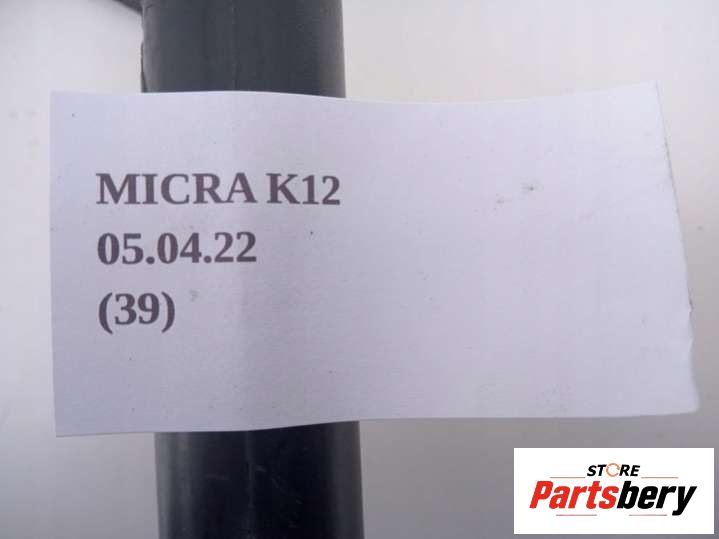 MICRA K12
05.04.22
(39)
STORE
Partsbery